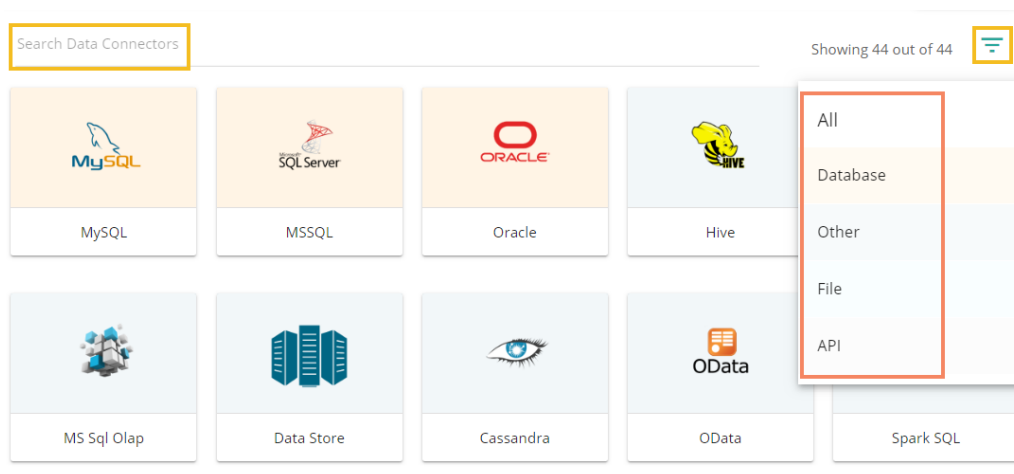 Search Data Connectors
Showing 44 out of 44
All
Database
Other
File
API
MySQL
Microsoft
SQL Server
ORACLE
HIVE
MySQL
MSSQL
Oracle
Hive
OData
MS Sql Olap
Data Store
Cassandra
OData
Spark SQL